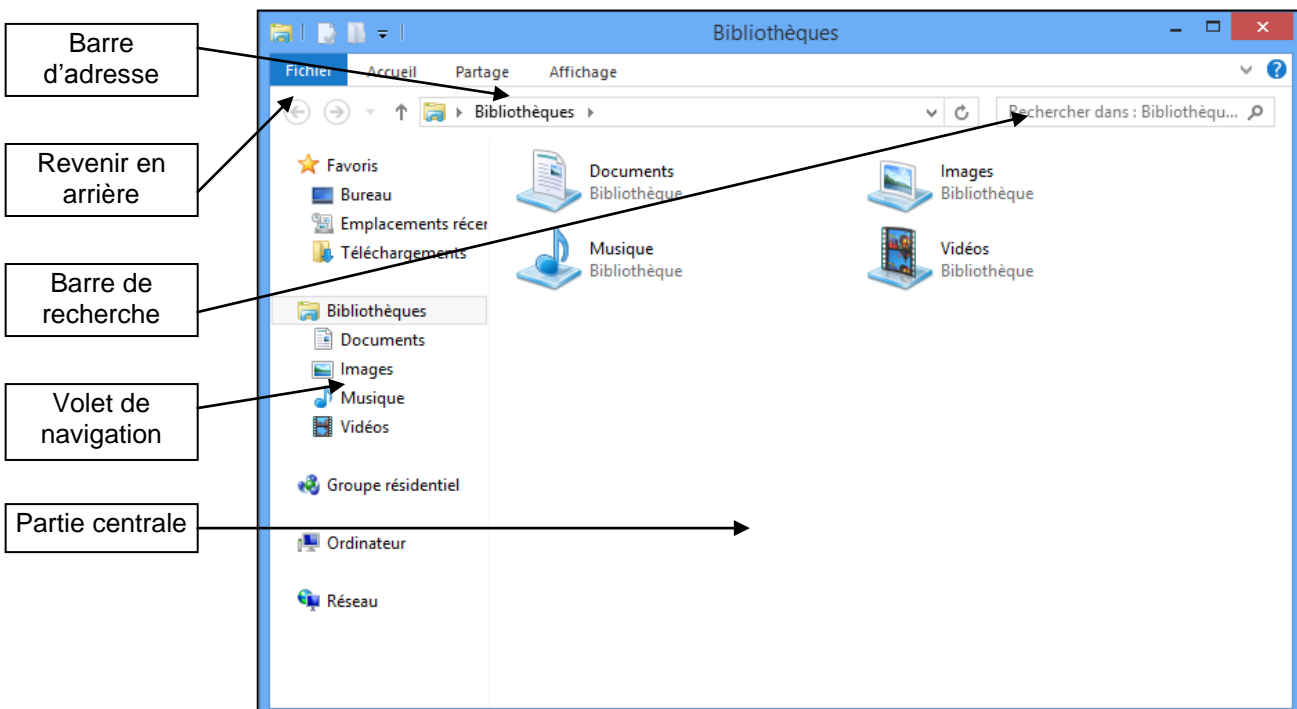 Barre
d'adresse
Revenir en
arrière
Barre de
recherche
Volet de
navigation
Partie centrale
Bibliothèques
Fichier Accueil Partage Affichage
Bibliothèques
Rechercher dans : Bibliothèqu...
Favoris
Bureau
Emplacements récer
Téléchargements
Bibliothèques
Documents
Images
Musique
Vidéos
Groupe résidentiel
Ordinateur
Réseau
Documents
Bibliothèque
Images
Bibliothèque
Musique
Bibliothèque
Vidéos
Bibliothèque